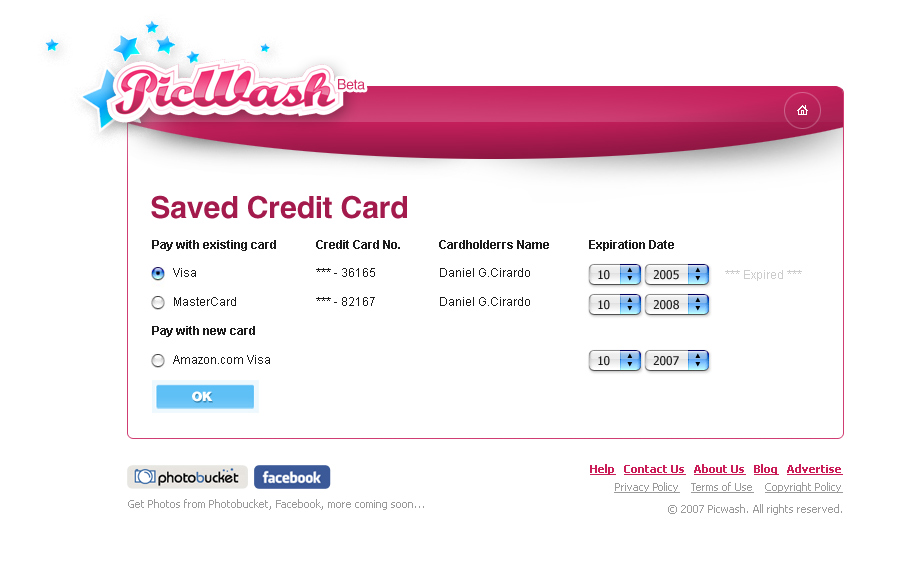 PicWash Beta
Saved Credit Card
Pay with existing card Credit Card No. Cardholderrs Name Expiration Date
Visa *** - 36165 Daniel G.Cirardo 10 2005 *** Expired ***
MasterCard *** - 82167 Daniel G.Cirardo 10 2008
Pay with new card
Amazon.com Visa 10 2007
OK
photobucket facebook
Get Photos from Photobucket, Facebook, more coming soon...
Help Contact Us About Us Blog Advertise
Privacy Policy Terms of Use Copyright Policy
© 2007 Picwash. All rights reserved.